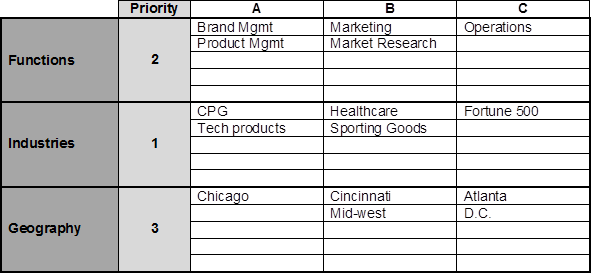 Priority A B C
Brand Mgmt Marketing Operations
Product Mgmt Market Research
Functions 2
CPG Healthcare Fortune 500
Tech products Sporting Goods
Industries 1
Chicago Cincinnati Atlanta
Mid-west D.C.
Geography 3